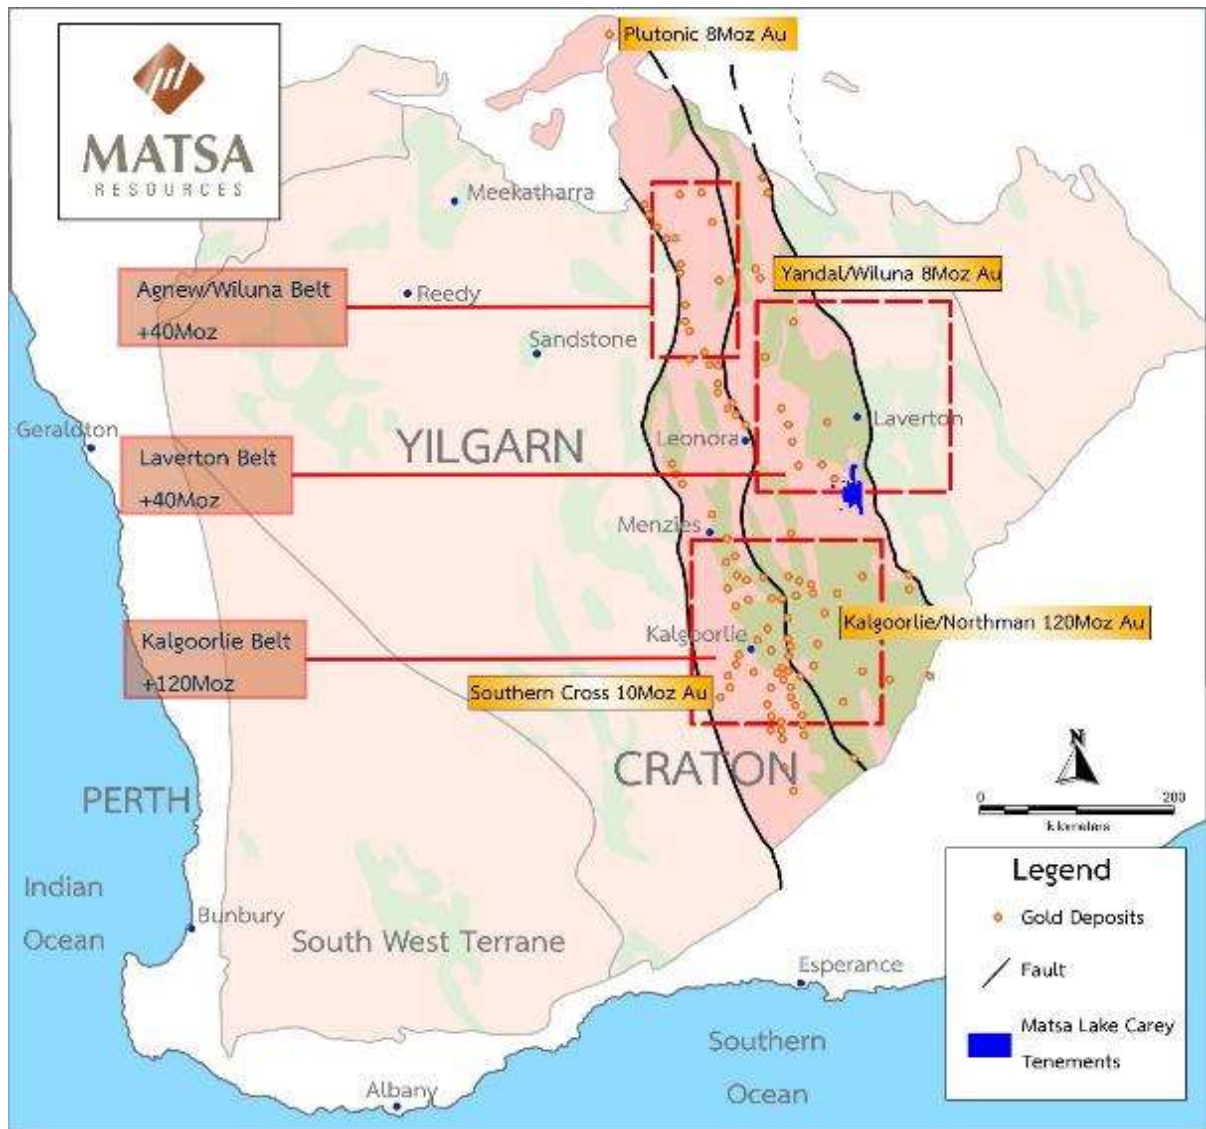 Plutonic 8Moz Au
MATSA
RESOURCES
Meekatharra
Yandal/Wiluna 8Moz Au
Agnew/Wiluna Belt
+40Moz
Reedy
Sandstone
Geraldton
YILGARN
Leonora
Laverton
Laverton Belt
+40Moz
Menzies
Kalgoorlie/Northman 120Moz Au
Kalgoorlie
Kalgoorlie Belt
+120Moz
Southern Cross 10Moz Au
CRATON
N
0 200
kilometers
PERTH
Indian
Ocean
Bunbury
South West Terrane
Esperance
Southern
Ocean
Albany
Legend
Gold Deposits
Fault
Matsa Lake Carey
Tenements